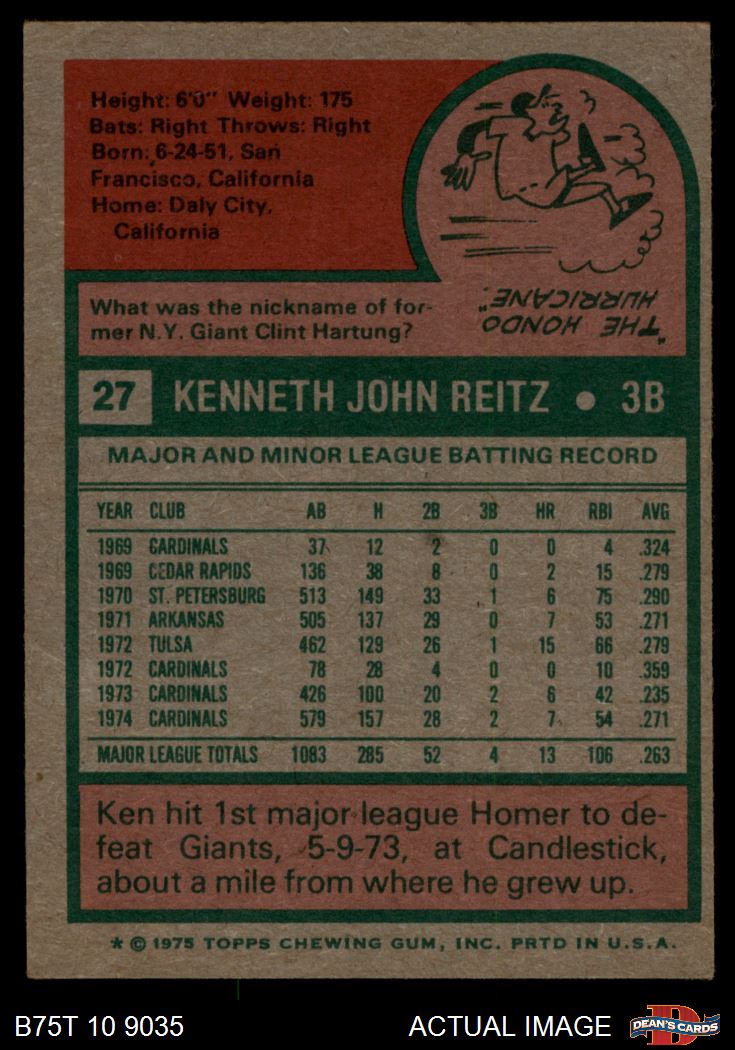 Height: 6'0" Weight: 175
Bats: Right Throws: Right
Born: 6-24-51, San
Francisco, California
Home: Daly City,
California
What was the nickname of for-
mer N.Y. Giant Clint Hartung?
"THE HONDO
HURRICANE"
27 KENNETH JOHN REITZ • 3B
MAJOR AND MINOR LEAGUE BATTING RECORD
YEAR CLUB AB H 2B 3B HR RBI AVG
1969 CARDINALS 37 12 2 0 0 4 .324
1969 CEDAR RAPIDS 136 38 8 0 2 15 .279
1970 ST. PETERSBURG 513 149 33 1 6 75 .290
1971 ARKANSAS 505 137 29 0 7 53 .271
1972 TULSA 462 129 26 1 15 66 .279
1972 CARDINALS 78 28 4 0 0 10 .359
1973 CARDINALS 426 100 20 2 6 42 .235
1974 CARDINALS 579 157 28 2 7 54 .271
MAJOR LEAGUE TOTALS 1083 285 52 4 13 106 .263
Ken hit 1st major league Homer to de-
feat Giants, 5-9-73, at Candlestick,
about a mile from where he grew up.
* © 1975 TOPPS CHEWING GUM, INC. PRTD IN U.S.A.
B75T 10 9035 ACTUAL IMAGE D DEAN'S CARDS